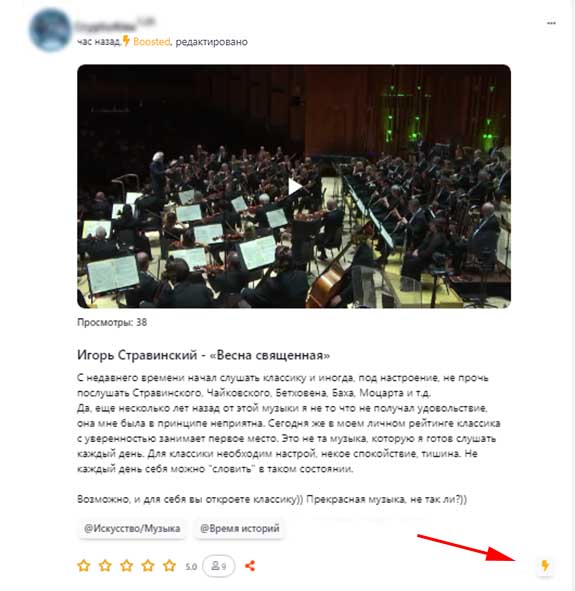 час назад, Boosted, редактировано
Просмотры: 38
Игорь Стравинский - «Весна священная»
С недавнего времени начал слушать классику и иногда, под настроение, не прочь
послушать Стравинского, Чайковского, Бетховена, Баха, Моцарта и т.д.
Да, еще несколько лет назад от этой музыки я не то что не получал удовольствие,
она мне была в принципе неприятна. Сегодня же в моем личном рейтинге классика
с уверенностью занимает первое место. Это не та музыка, которую я готов слушать
каждый день. Для классики необходим настрой, некое спокойствие, тишина. Не
каждый день себя можно "словить" в таком состоянии.
Возможно, и для себя вы откроете классику)) Прекрасная музыка, не так ли?))
@Искусство/Музыка @Время историй
5.0 9